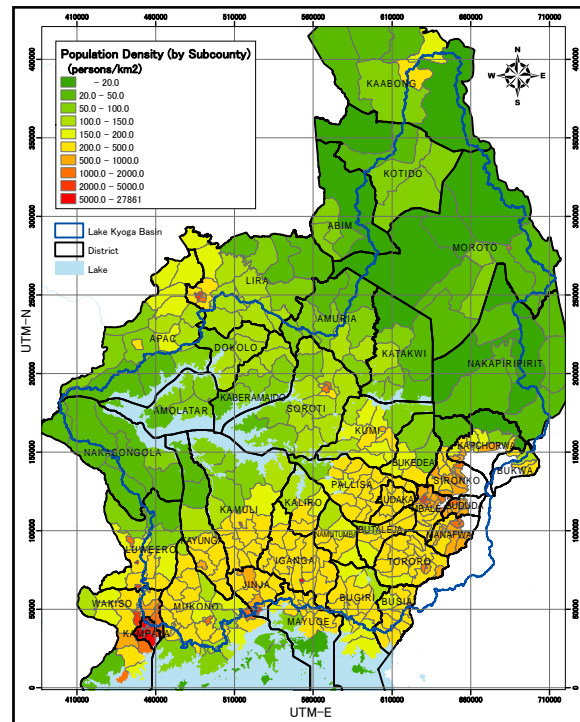 Population Density (by Subcounty)
(persons/km2)
- 20.0
20.0 - 50.0
50.0 - 100.0
100.0 - 150.0
150.0 - 200.0
200.0 - 500.0
500.0 - 1000.0
1000.0 - 2000.0
2000.0 - 5000.0
5000.0 - 27861
Lake Kyoga Basin
District
Lake
N
W E
S
KAABONG
KOTIDO
ABIM
MOROTO
LIRA
AMURIA
APAC
DOKOLO
KATAKWI
NAKAPIRIPIRIT
KABERAMAIDO
AMOLATAR
SOROTI
KUMI
KAPCHORWA
NAKASONGOLA
BUKEDEA
BUKWA
SIRONKO
PALLISA
KALIRO
BUDAKA
MBALE
BUDUDA
KAMULI
NAMUTUMBA
BUTALEJA
MANAFWA
LUWEERO
KAYUNGA
IGANGA
TORORO
JINJA
WAKISO
MUKONO
BUGIRI
BUSIA
MAYUGE
KAMPALA
400000
350000
300000
250000
200000
150000
100000
50000
0
UTM-N
410000 460000 510000 560000 610000 660000 710000
UTM-E